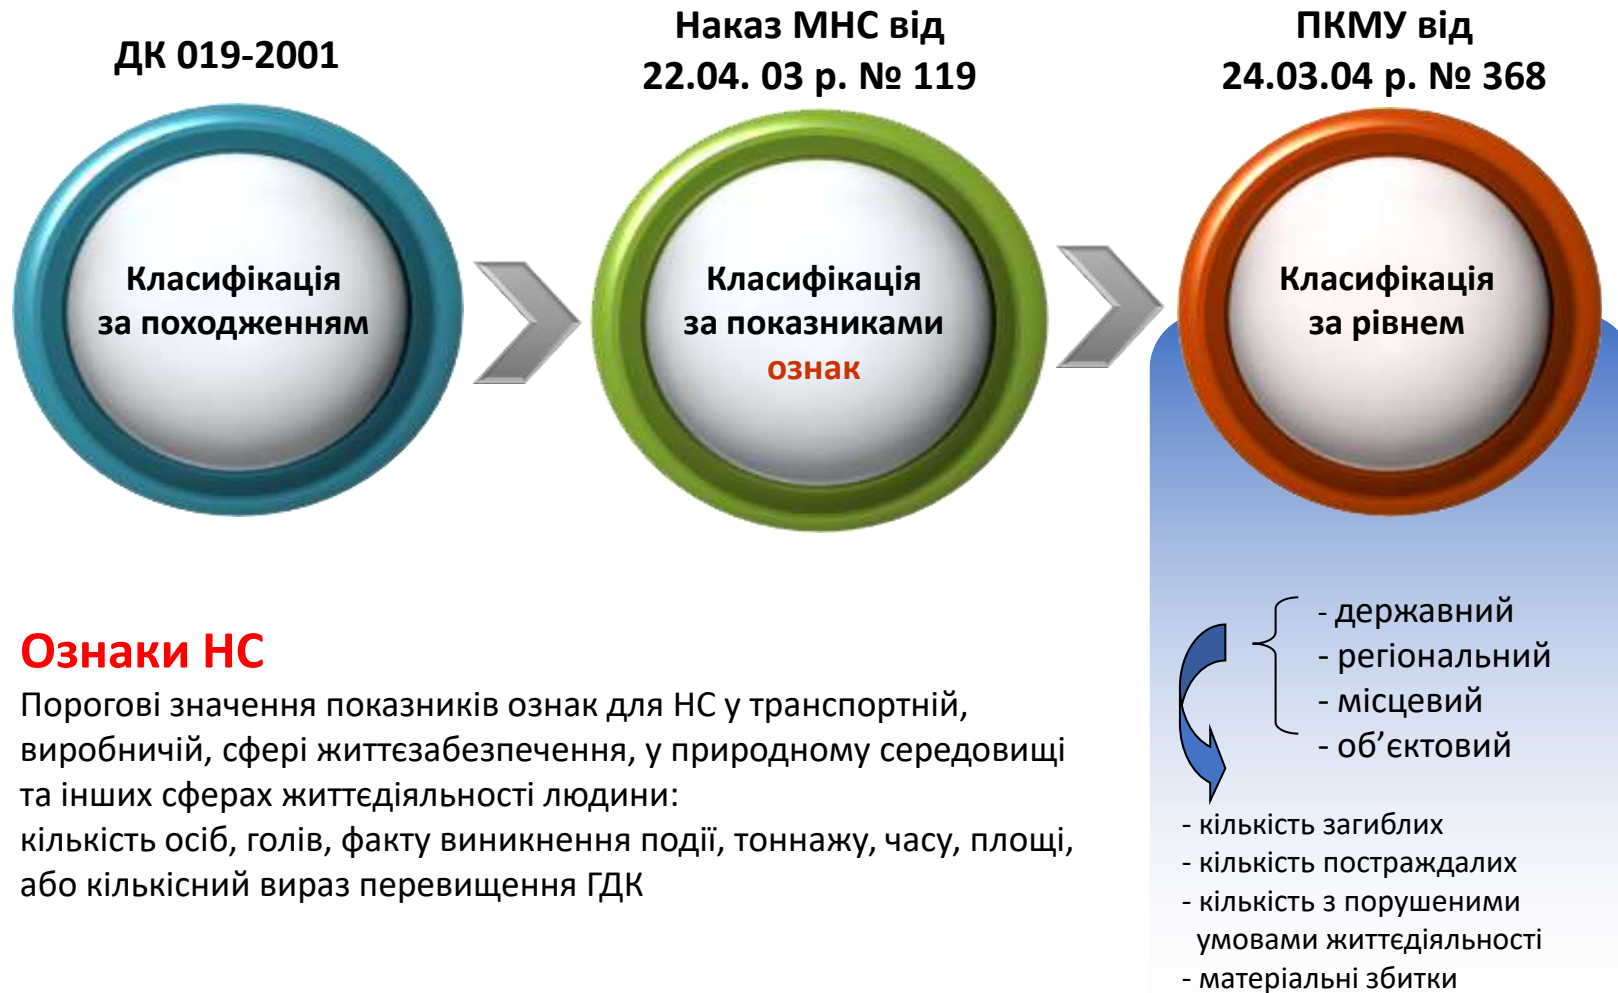 ДК 019-2001
Наказ МНС від
22.04. 03 р. № 119
ПКМУ від
24.03.04 р. № 368
Класифікація
за походженням
Класифікація
за показниками
ознак
Класифікація
за рівнем
Ознаки НС
Порогові значення показників ознак для НС у транспортній,
виробничій, сфері життєзабезпечення, у природному середовищі
та інших сферах життєдіяльності людини:
кількість осіб, голів, факту виникнення події, тоннажу, часу, площі,
або кількісний вираз перевищення ГДК
- державний
- регіональний
- місцевий
- об’єктовий
- кількість загиблих
- кількість постраждалих
- кількість з порушеними
умовами життєдіяльності
- матеріальні збитки